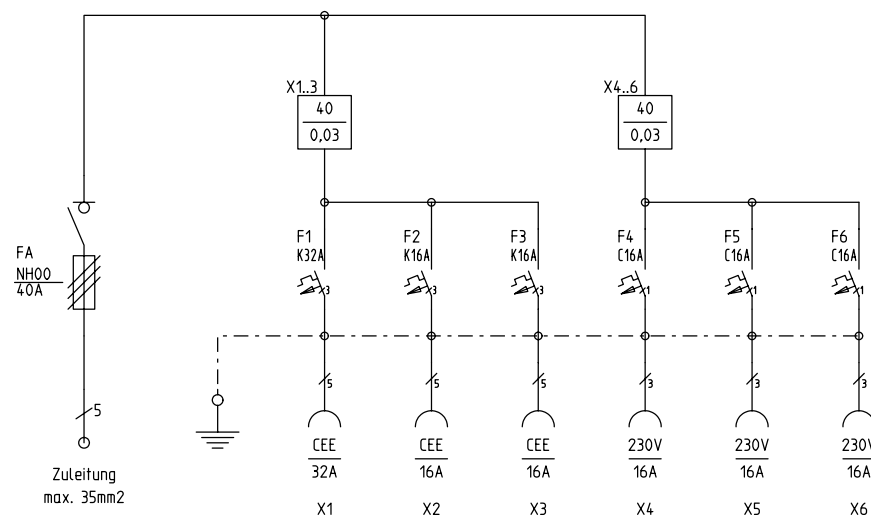 X1..3
40
0,03
X4..6
40
0,03
FA
NH00
40A
F1
K32A
3
F2
K16A
3
F3
K16A
3
F4
C16A
1
F5
C16A
1
F6
C16A
1
5
5
5
5
3
3
3
CEE
32A
CEE
16A
CEE
16A
230V
16A
230V
16A
230V
16A
Zuleitung
max. 35mm2
X1
X2
X3
X4
X5
X6